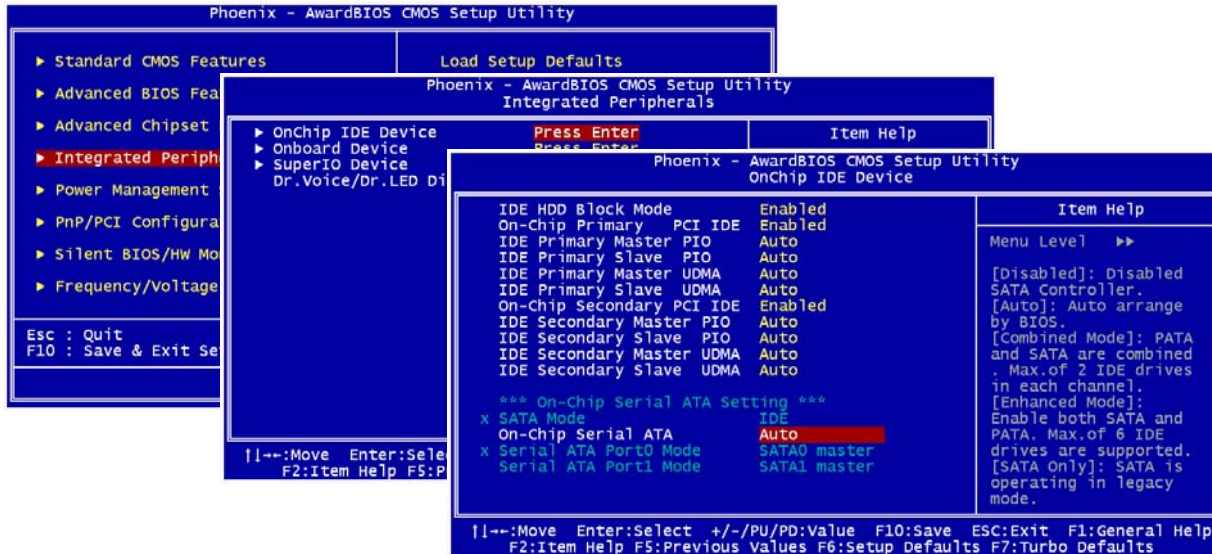 Phoenix - AwardBIOS CMOS Setup Utility
▶ Standard CMOS Features
Load Setup Defaults
▶ Advanced BIOS Fea
▶ Advanced Chipset
▶ Integrated Periph
▶ Power Management
▶ PnP/PCI Configura
▶ Silent BIOS/HW Mo
▶ Frequency/Voltage
Esc : Quit
F10 : Save & Exit Se
Phoenix - AwardBIOS CMOS Setup Utility
Integrated Peripherals
▶ OnChip IDE Device Press Enter
▶ Onboard Device Press Enter
▶ SuperIO Device
Dr.Voice/Dr.LED Di
Item Help
↑↓→←:Move Enter:Sele
F2:Item Help F5:P
Phoenix - AwardBIOS CMOS Setup Utility
OnChip IDE Device
IDE HDD Block Mode Enabled
On-Chip Primary PCI IDE Enabled
IDE Primary Master PIO Auto
IDE Primary Slave PIO Auto
IDE Primary Master UDMA Auto
IDE Primary Slave UDMA Auto
On-Chip Secondary PCI IDE Enabled
IDE Secondary Master PIO Auto
IDE Secondary Slave PIO Auto
IDE Secondary Master UDMA Auto
IDE Secondary Slave UDMA Auto
*** On-Chip Serial ATA Setting ***
x SATA Mode IDE
On-Chip Serial ATA Auto
x Serial ATA Port0 Mode SATA0 master
Serial ATA Port1 Mode SATA1 master
Item Help
Menu Level ▶▶
[Disabled]: Disabled
SATA Controller.
[Auto]: Auto arrange
by BIOS.
[Combined Mode]: PATA
and SATA are combined
. Max.of 2 IDE drives
in each channel.
[Enhanced Mode]:
Enable both SATA and
PATA. Max.of 6 IDE
drives are supported.
[SATA Only]: SATA is
operating in legacy
mode.
↑↓→←:Move Enter:Select +/-/PU/PD:Value F10:Save ESC:Exit F1:General Help
F2:Item Help F5:Previous Values F6:Setup Defaults F7:Turbo Defaults